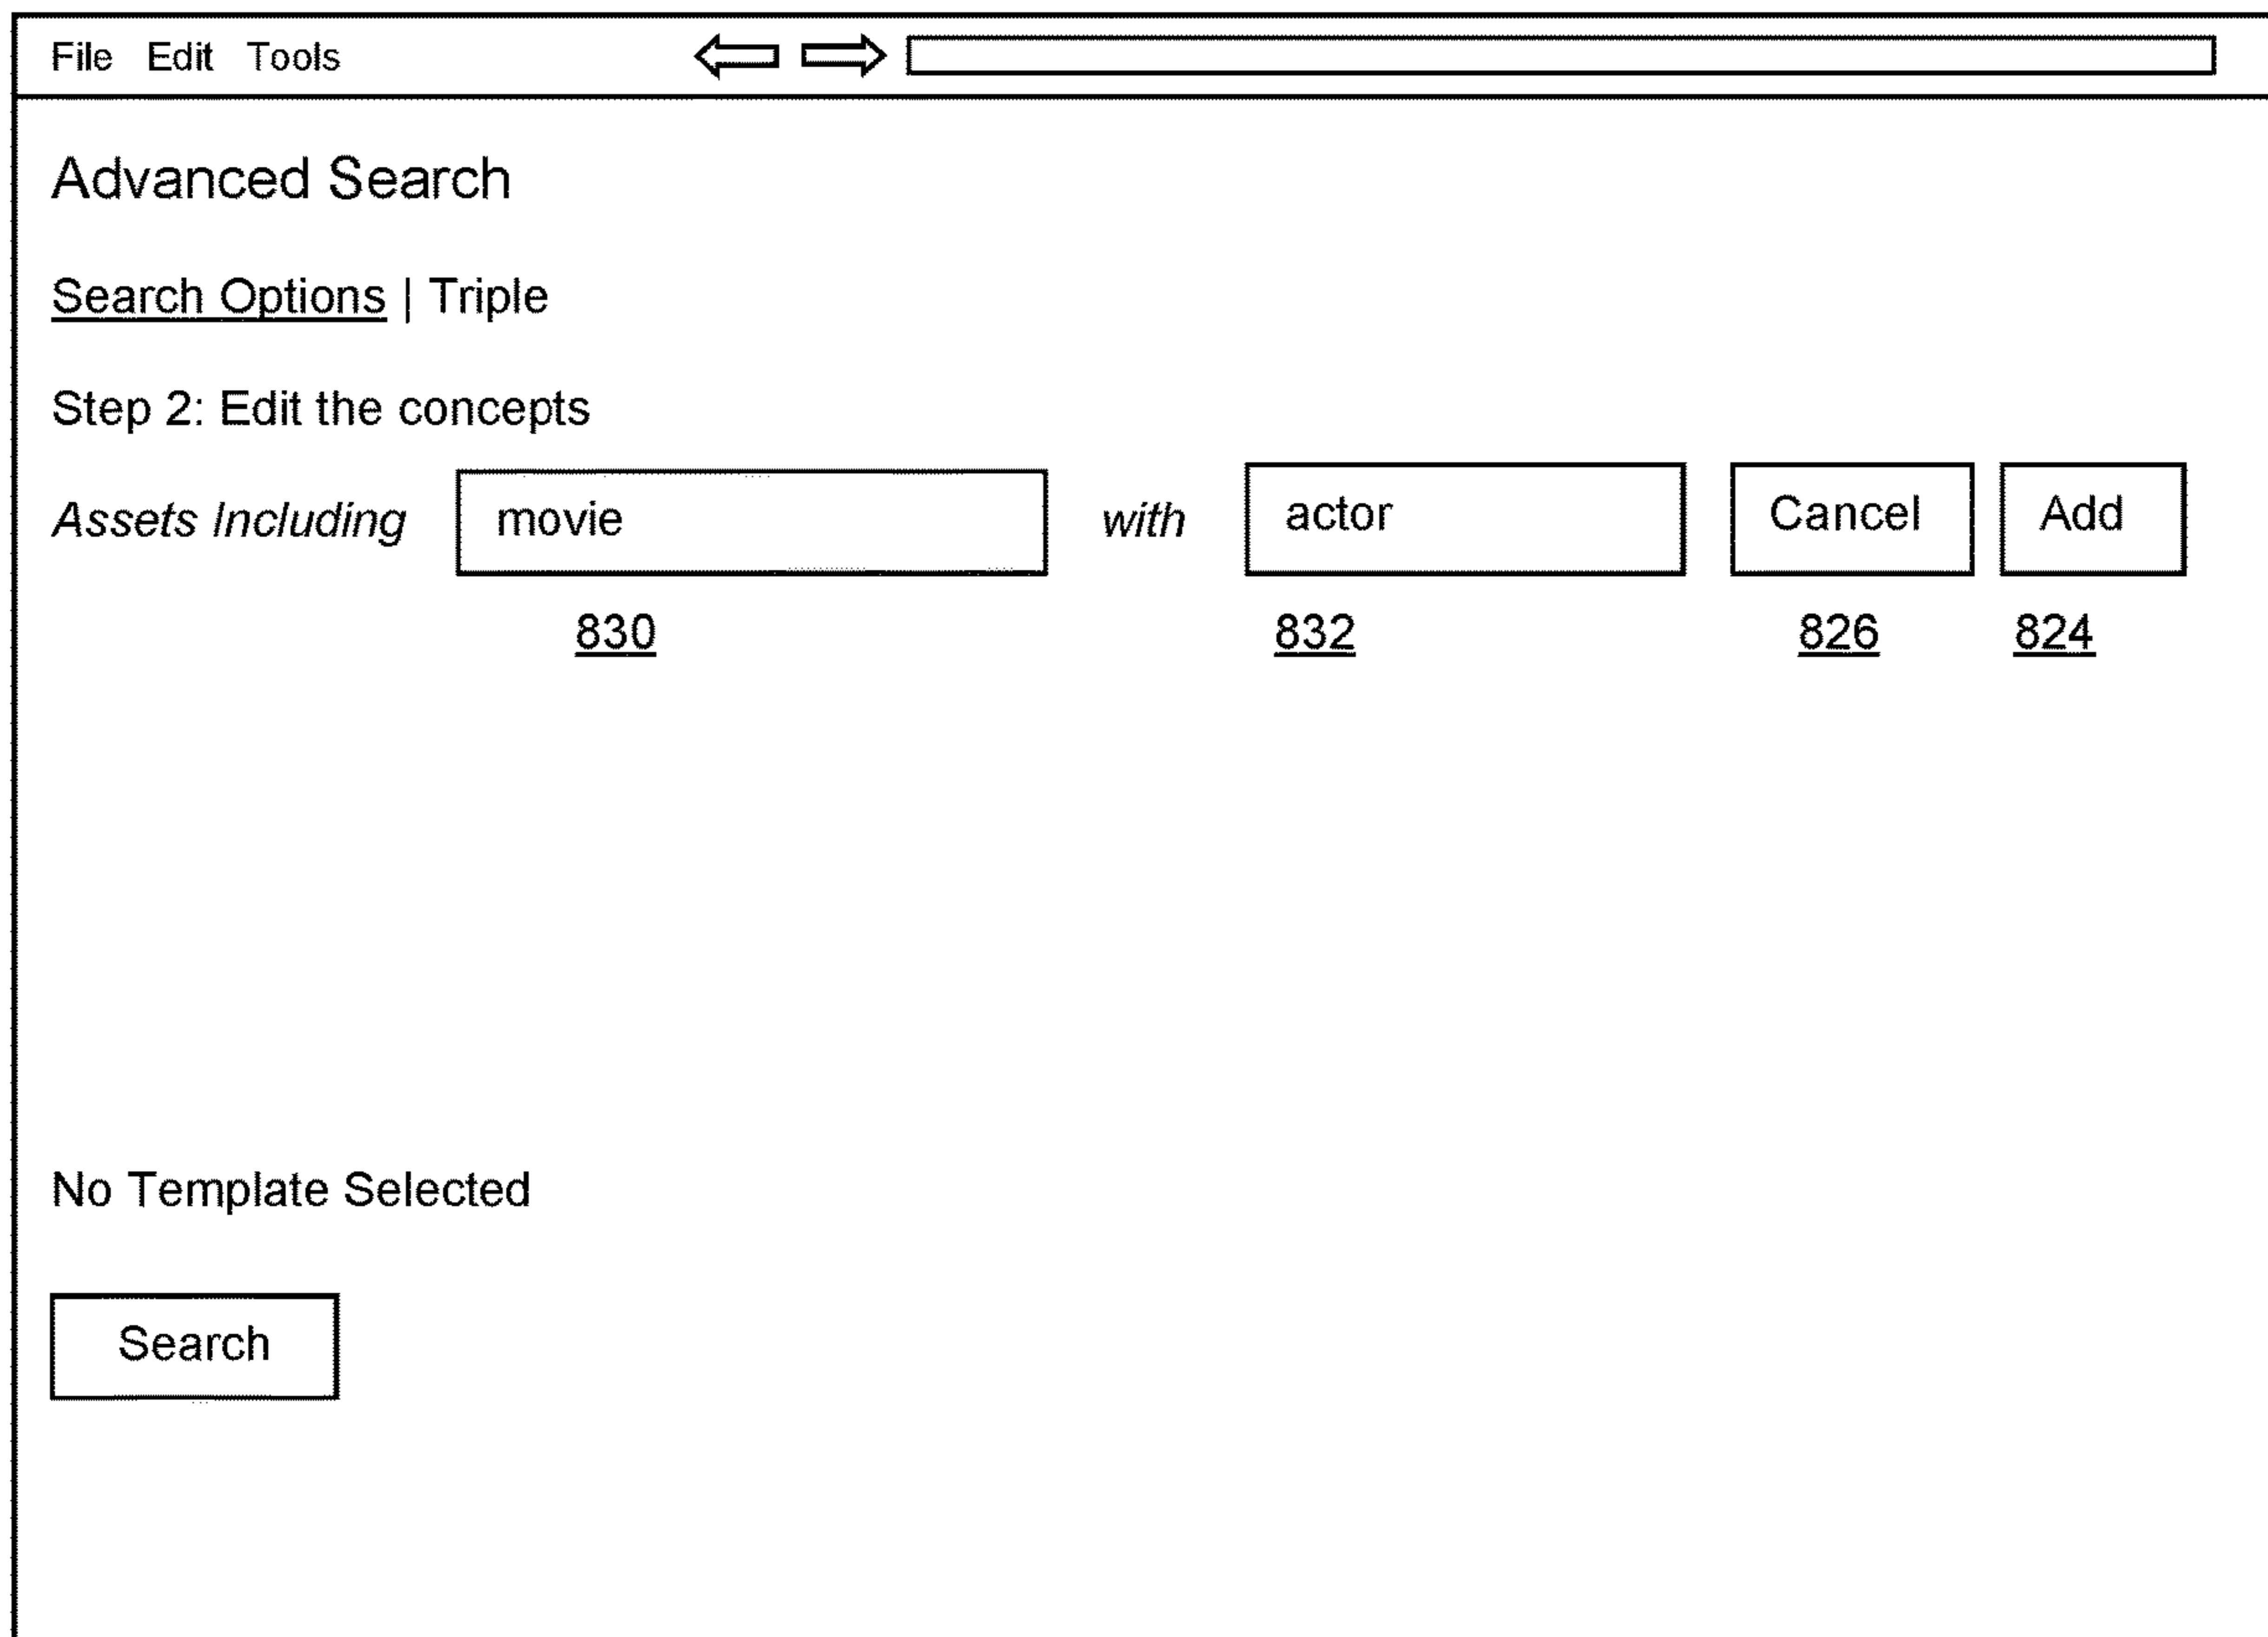 File Edit Tools
Advanced Search
Search Options | Triple
Step 2: Edit the concepts
Assets Including movie with actor Cancel Add
830 832 826 824
No Template Selected
Search